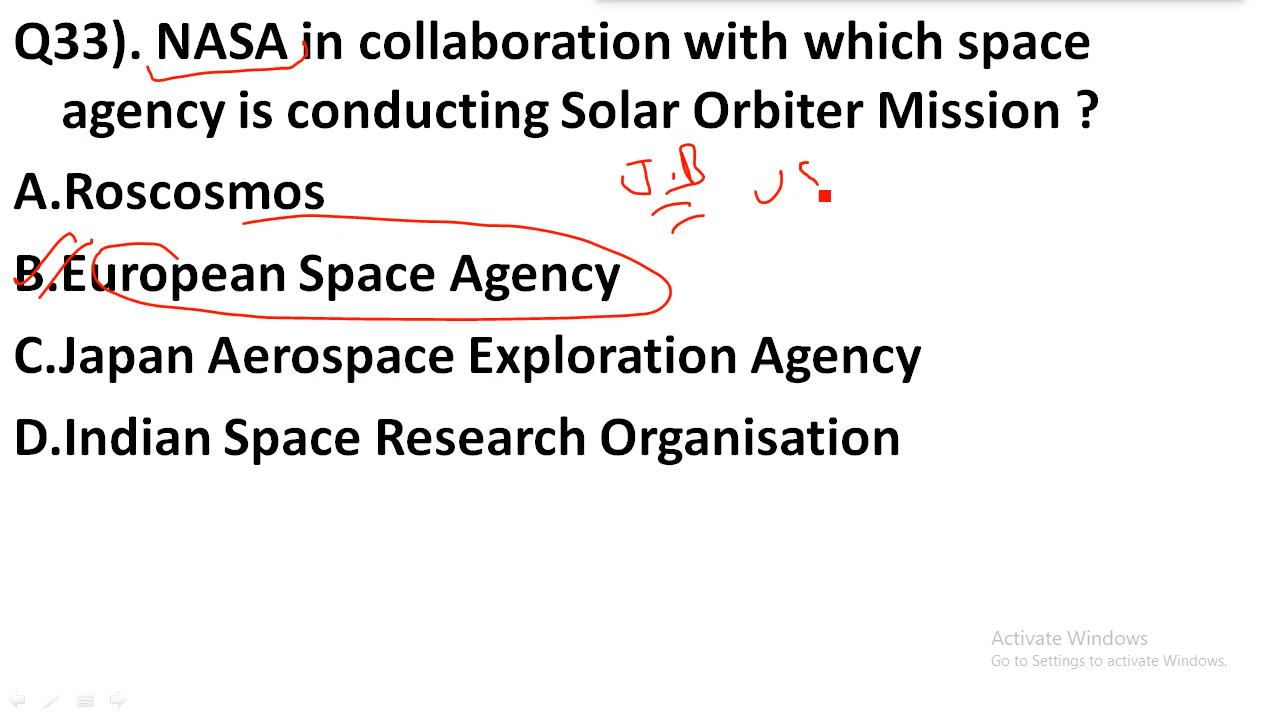 Q33). NASA in collaboration with which space
agency is conducting Solar Orbiter Mission ?
J.B US
A.Roscosmos
B.European Space Agency
C.Japan Aerospace Exploration Agency
D.Indian Space Research Organisation
Activate Windows
Go to Settings to activate Windows.